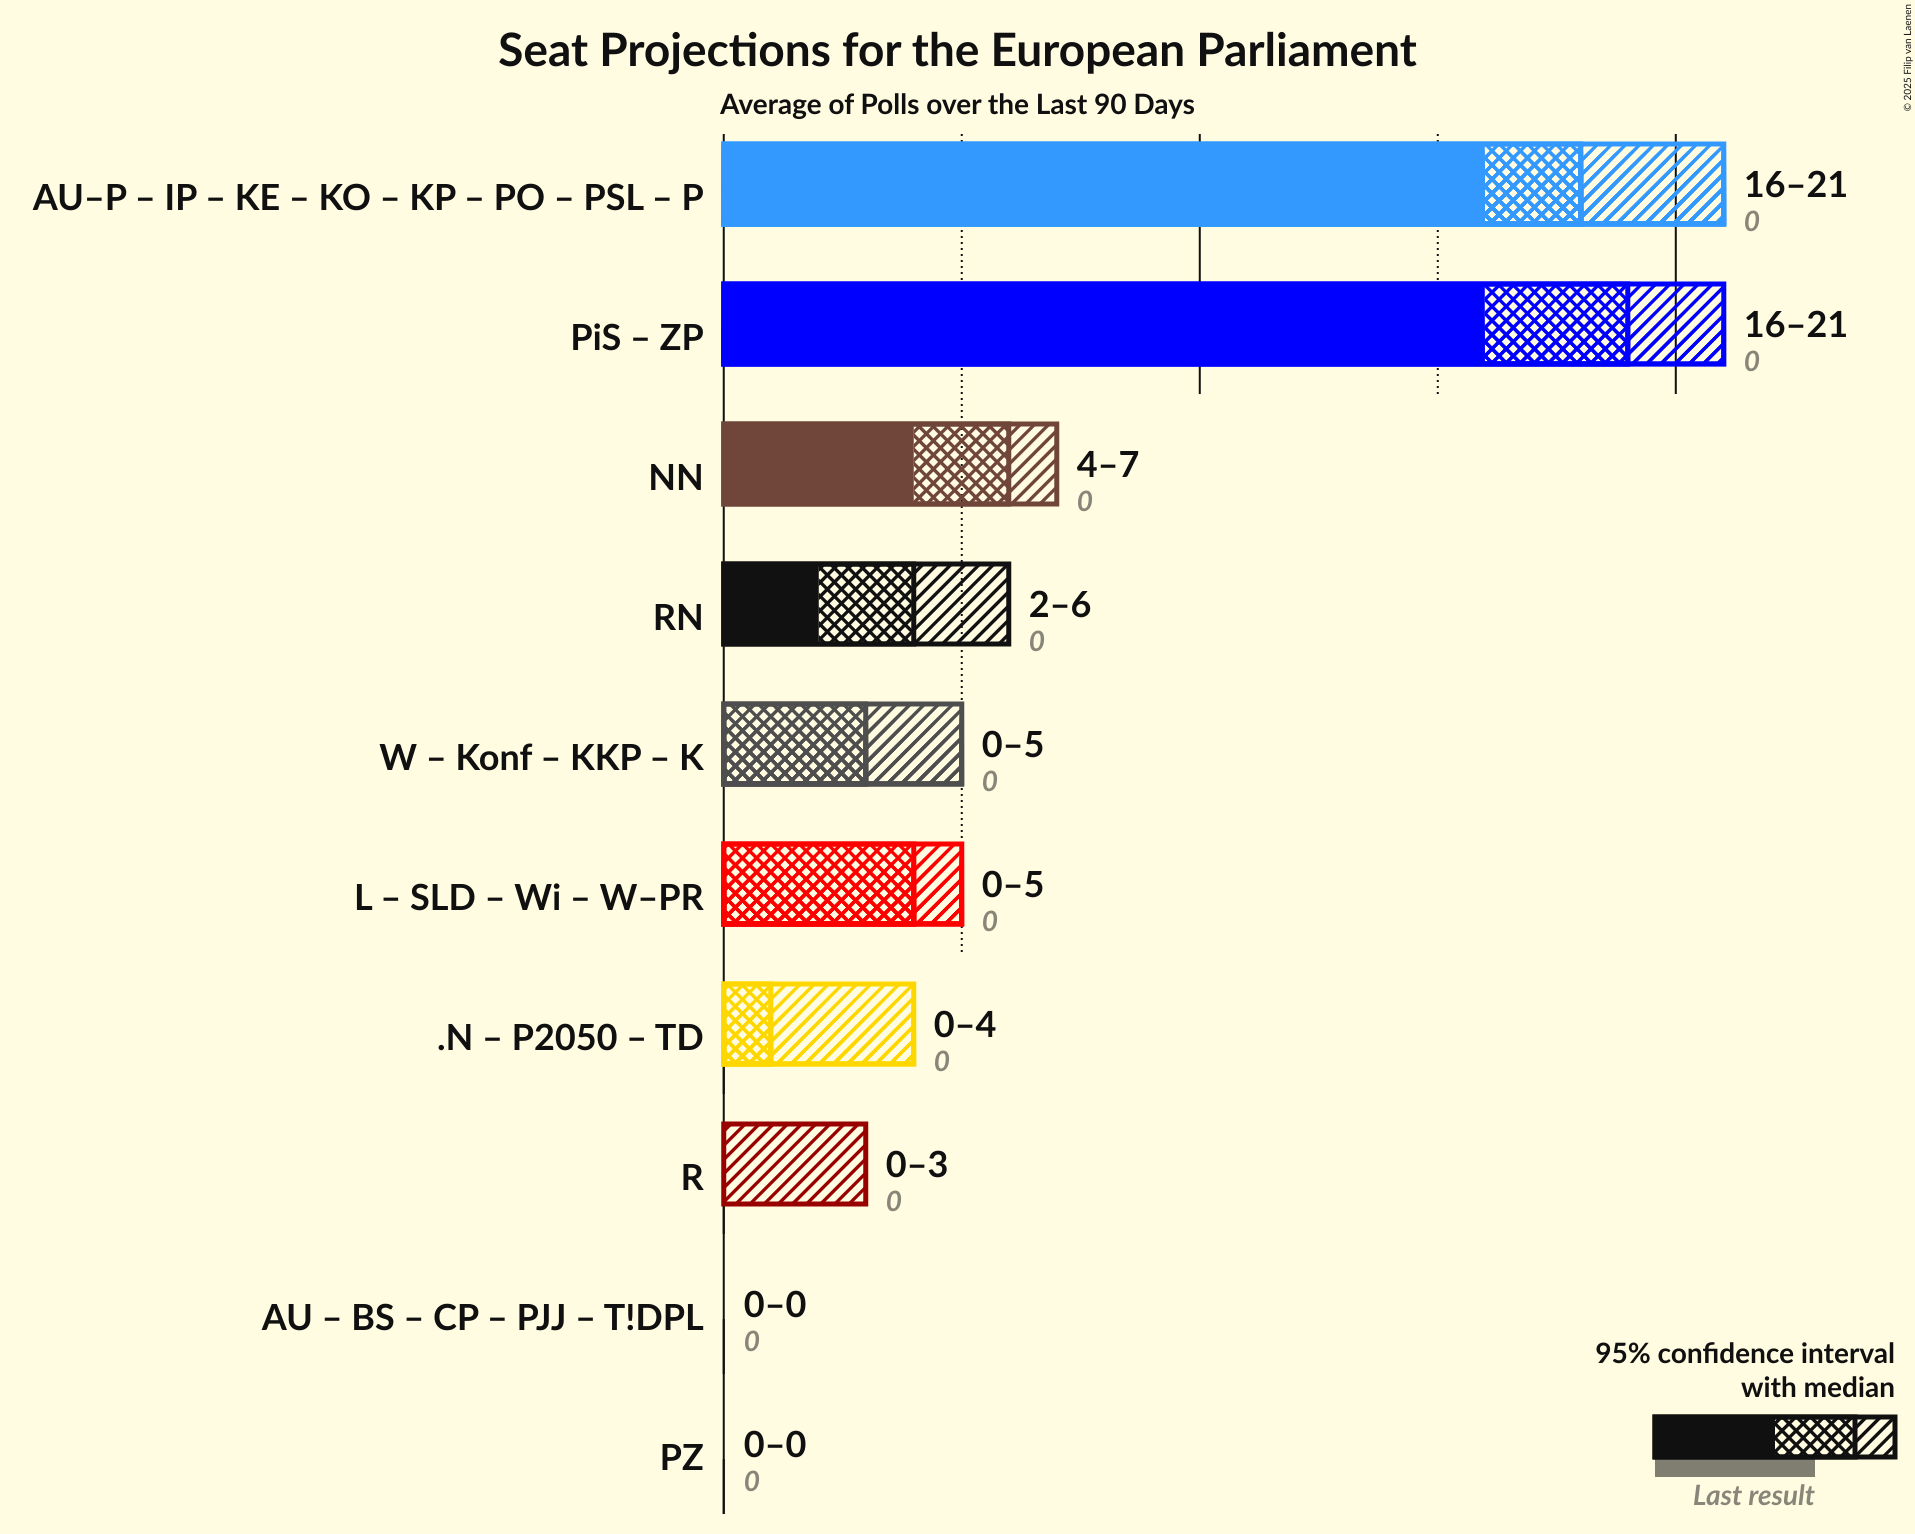 © 2025 Filip van Laenen
Seat Projections for the European Parliament
Average of Polls over the Last 90 Days
AU–P – IP – KE – KO – KP – PO – PSL – P
16–21
0
PiS – ZP
16–21
0
NN
4–7
0
RN
2–6
0
W – Konf – KKP – K
0–5
0
L – SLD – Wi – W–PR
0–5
0
.N – P2050 – TD
0–4
0
R
0–3
0
AU – BS – CP – PJJ – T!DPL
0–0
0
PZ
0–0
0
95% confidence interval
with median
Last result